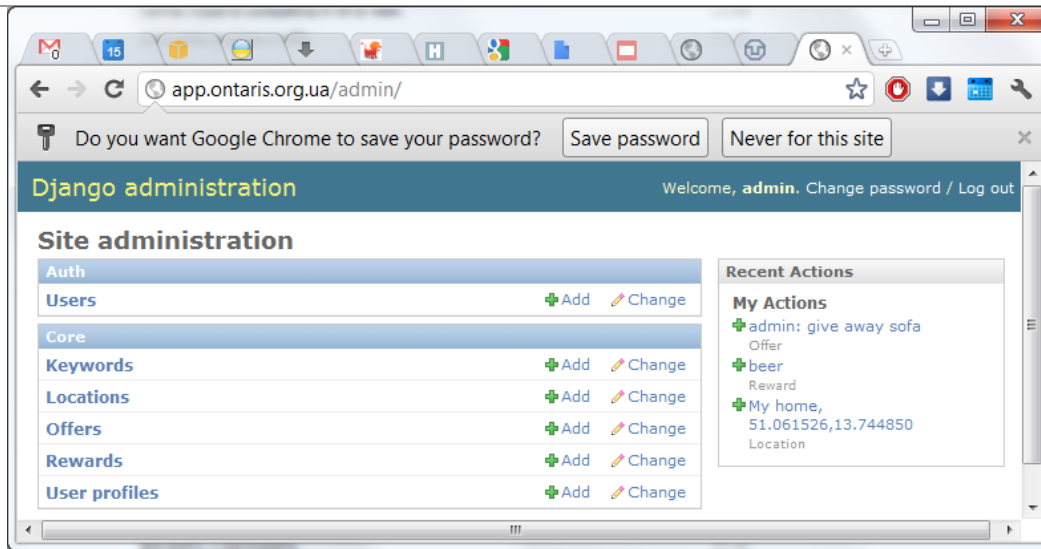 0
15
H
app.ontaris.org.ua/admin/
Do you want Google Chrome to save your password? Save password Never for this site
Django administration Welcome, admin. Change password / Log out
Site administration
Auth
Users Add Change
Core
Keywords Add Change
Locations Add Change
Offers Add Change
Rewards Add Change
User profiles Add Change
Recent Actions
My Actions
admin: give away sofa
Offer
beer
Reward
My home,
51.061526,13.744850
Location